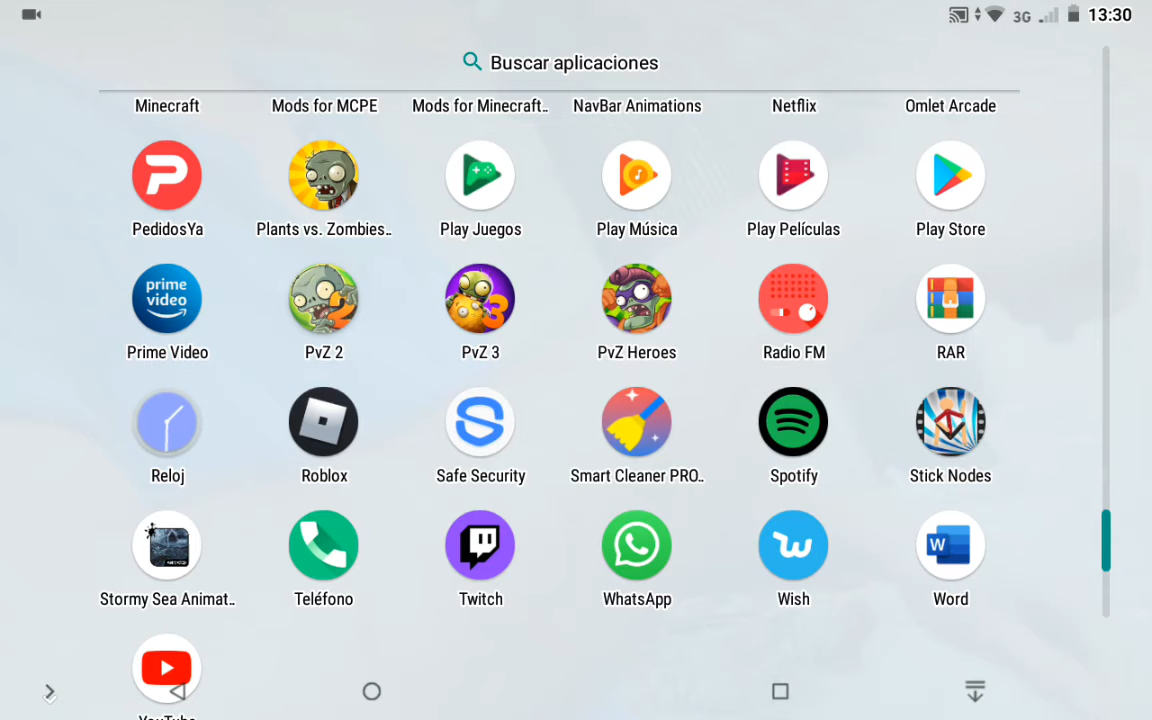 3G 13:30
Buscar aplicaciones
Minecraft Mods for MCPE Mods for Minecraft.. NavBar Animations Netflix Omlet Arcade
PedidosYa Plants vs. Zombies.. Play Juegos Play Música Play Películas Play Store
prime
video
2 3
Prime Video PvZ 2 PvZ 3 PvZ Heroes Radio FM RAR
Reloj Roblox Safe Security Smart Cleaner PRO.. Spotify Stick Nodes
W
Stormy Sea Animat.. Teléfono Twitch WhatsApp Wish Word
YouTube